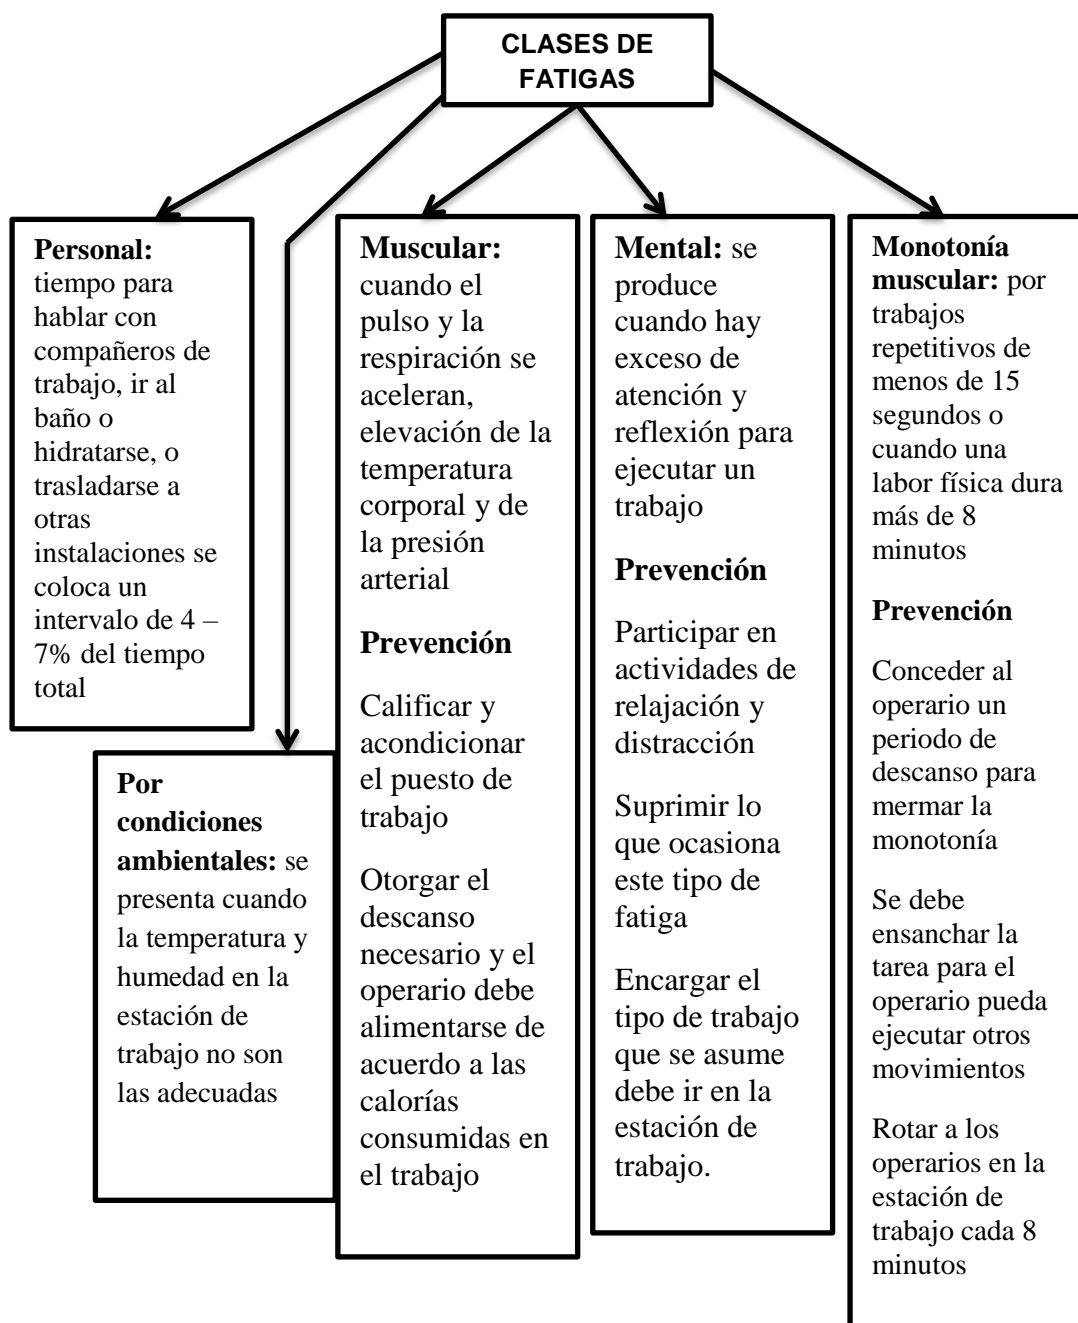 CLASES DE
FATIGAS
Personal:
tiempo para
hablar con
compañeros de
trabajo, ir al
baño o
hidratarse, o
trasladarse a
otras
instalaciones se
coloca un
intervalo de 4 –
7% del tiempo
total
Por
condiciones
ambientales: se
presenta cuando
la temperatura y
humedad en la
estación de
trabajo no son
las adecuadas
Muscular:
cuando el
pulso y la
respiración se
aceleran,
elevación de la
temperatura
corporal y de
la presión
arterial
Prevención
Calificar y
acondicionar
el puesto de
trabajo
Otorgar el
descanso
necesario y el
operario debe
alimentarse de
acuerdo a las
calorías
consumidas en
el trabajo
Mental: se
produce
cuando hay
exceso de
atención y
reflexión para
ejecutar un
trabajo
Prevención
Participar en
actividades de
relajación y
distracción
Suprimir lo
que ocasiona
este tipo de
fatiga
Encargar el
tipo de trabajo
que se asume
debe ir en la
estación de
trabajo.
Monotonía
muscular: por
trabajos
repetitivos de
menos de 15
segundos o
cuando una
labor física dura
más de 8
minutos
Prevención
Conceder al
operario un
periodo de
descanso para
mermar la
monotonía
Se debe
ensanchar la
tarea para el
operario pueda
ejecutar otros
movimientos
Rotar a los
operarios en la
estación de
trabajo cada 8
minutos